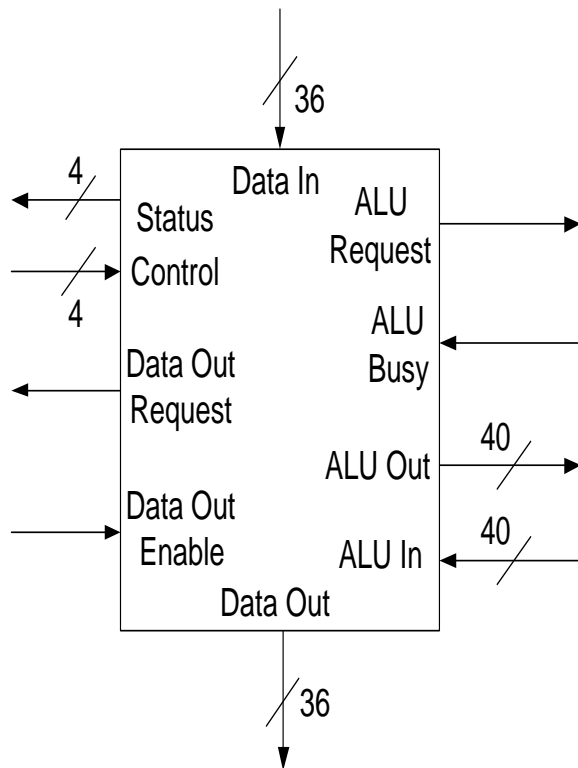 36
Data In
4
Status
Control
4
Data Out
Request
Data Out
Enable
ALU
Request
ALU
Busy
ALU Out
40
ALU In
40
Data Out
36